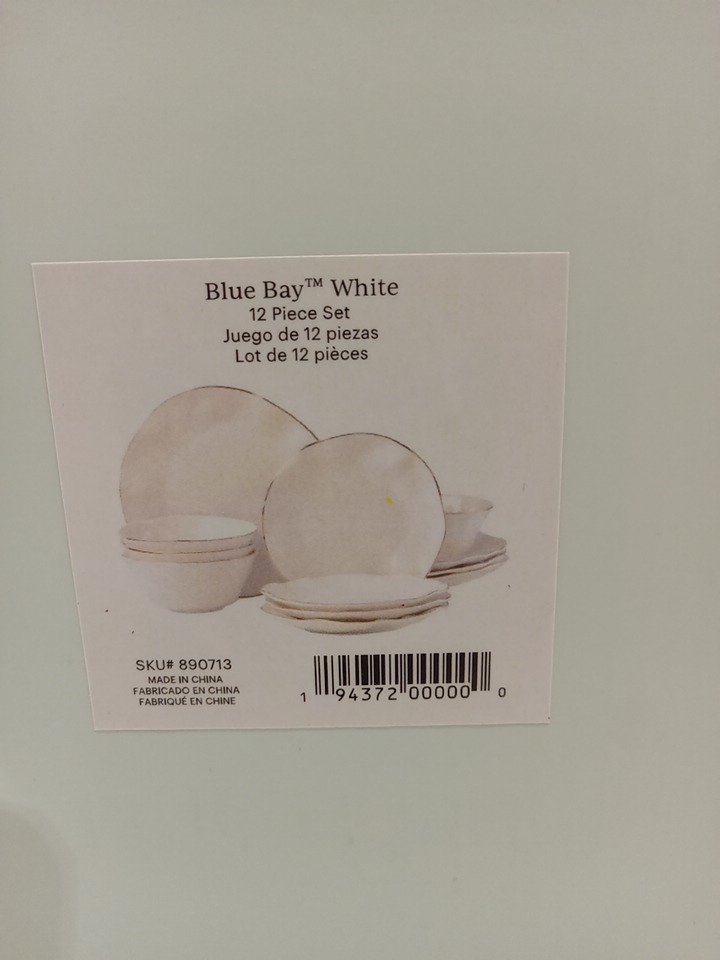 Blue Bay™ White
12 Piece Set
Juego de 12 piezas
Lot de 12 pièces
SKU# 890713
MADE IN CHINA
FABRICADO EN CHINA
FABRIQUÉ EN CHINE
1 94372 00000 0